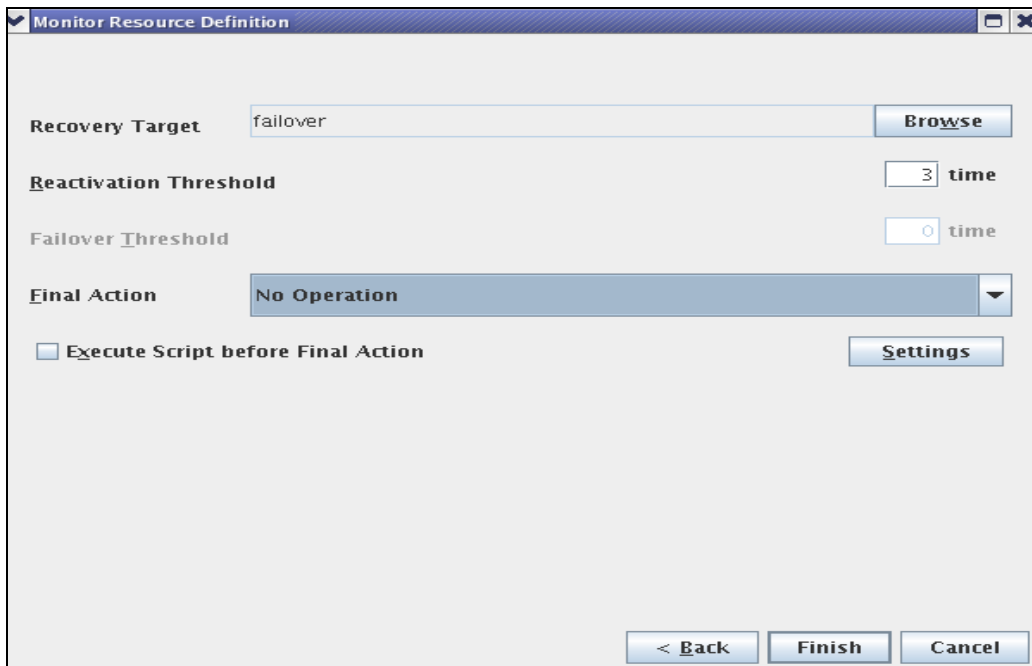 Monitor Resource Definition
Recovery Target failover Browse
Reactivation Threshold 3 time
Failover Threshold 0 time
Final Action No Operation
Execute Script before Final Action Settings
< Back Finish Cancel